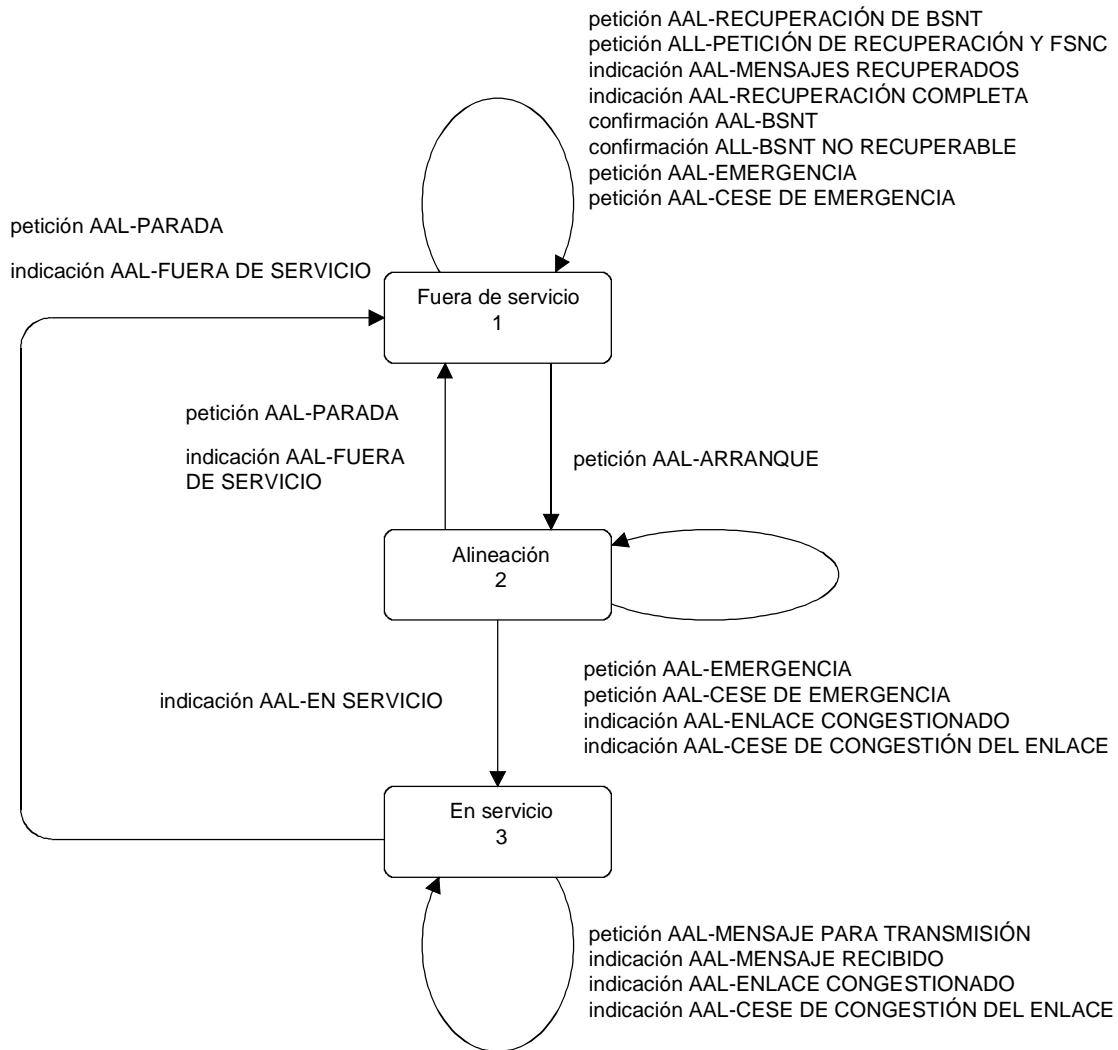 petición AAL-RECUPERACIÓN DE BSNT
petición ALL-PETICIÓN DE RECUPERACIÓN Y FSNC
indicación AAL-MENSAJES RECUPERADOS
indicación AAL-RECUPERACIÓN COMPLETA
confirmación AAL-BSNT
confirmación ALL-BSNT NO RECUPERABLE
petición AAL-EMERGENCIA
petición AAL-CESE DE EMERGENCIA
petición AAL-PARADA
indicación AAL-FUERA DE SERVICIO
Fuera de servicio
1
petición AAL-PARADA
indicación AAL-FUERA
DE SERVICIO
petición AAL-ARRANQUE
Alineación
2
petición AAL-EMERGENCIA
petición AAL-CESE DE EMERGENCIA
indicación AAL-ENLACE CONGESTIONADO
indicación AAL-CESE DE CONGESTIÓN DEL ENLACE
indicación AAL-EN SERVICIO
En servicio
3
petición AAL-MENSAJE PARA TRANSMISIÓN
indicación AAL-MENSAJE RECIBIDO
indicación AAL-ENLACE CONGESTIONADO
indicación AAL-CESE DE CONGESTIÓN DEL ENLACE